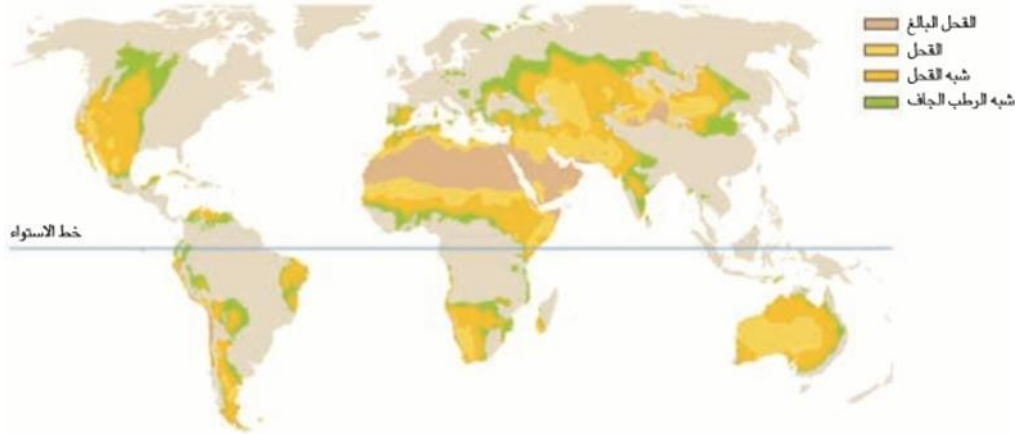 القحل البالغ
القحل
شبه القحل
شبه الرطب الجاف
خط الاستواء